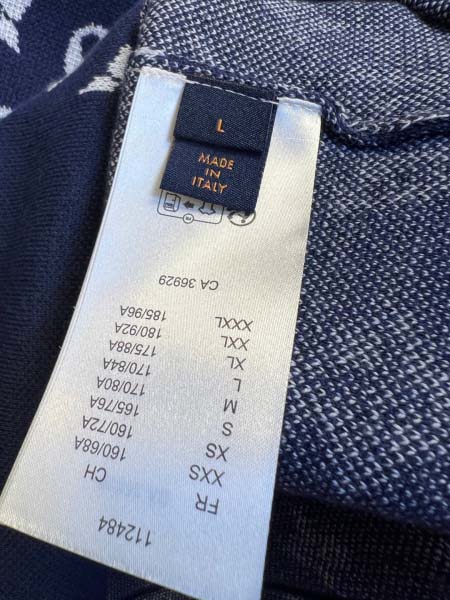 L
MADE
IN
ITALY
112484
FR CH
XXS 160/68A
XS 160/72A
S 165/76A
M 170/80A
L 170/84A
XL 175/88A
XXL 180/92A
XXXL 185/96A
CA 36929